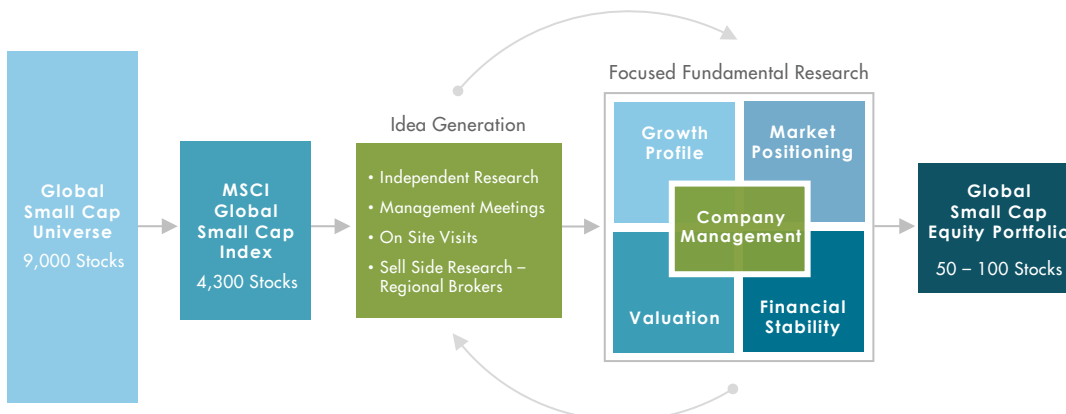 Global
Small Cap
Universe
9,000 Stocks
MSCI
Global
Small Cap
Index
4,300 Stocks
Idea Generation
• Independent Research
• Management Meetings
• On Site Visits
• Sell Side Research –
Regional Brokers
Focused Fundamental Research
Growth
Profile
Market
Positioning
Company
Management
Valuation
Financial
Stability
Global
Small Cap
Equity Portfolio
50 – 100 Stocks